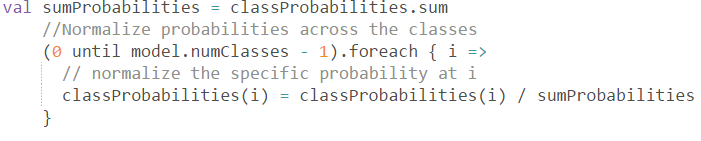 val sumProbabilities = classProbabilities.sum
//Normalize probabilities across the classes
(0 until model.numClasses - 1).foreach { i =>
// normalize the specific probability at i
classProbabilities(i) = classProbabilities(i) / sumProbabilities
}